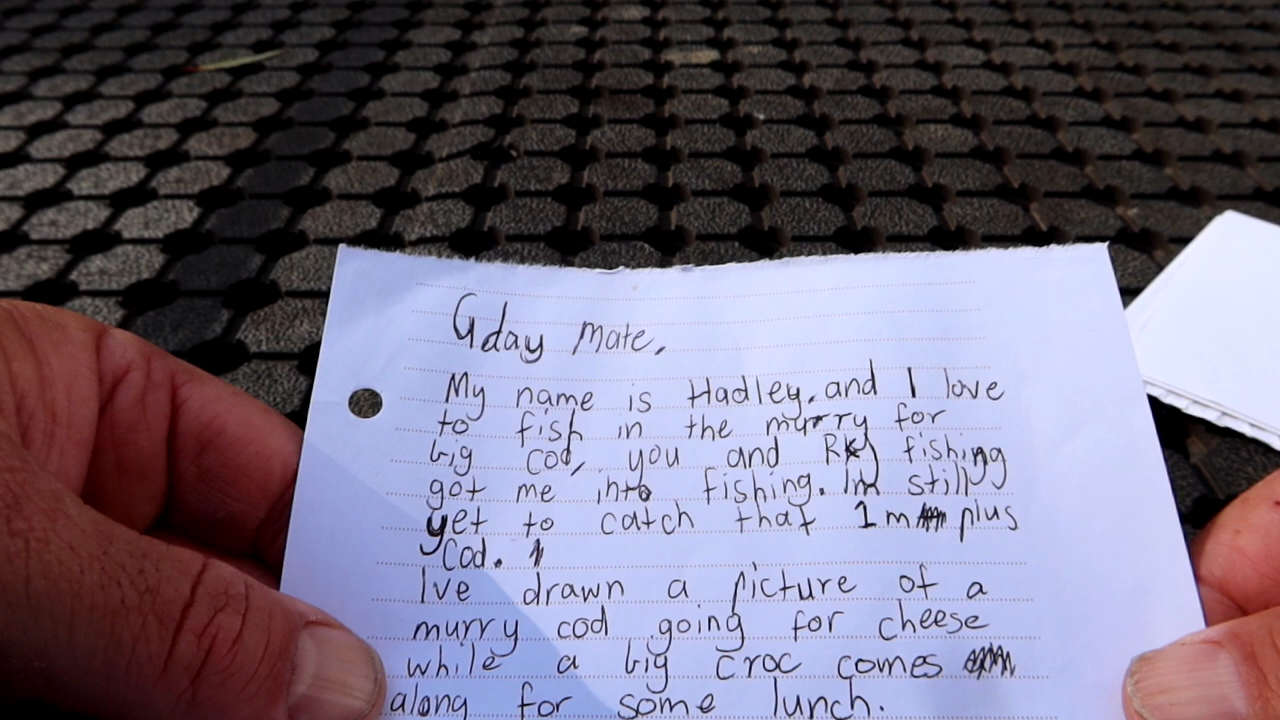 Gday Mate,
My name is Hadley, and I love
to fish in the murry for
big cod, you and fishing
got me into fishing. Im still
yet to catch that 1m plus
Cod.
Ive drawn a picture of a
murry cod going for cheese
while a big croc comes
along for some lunch.